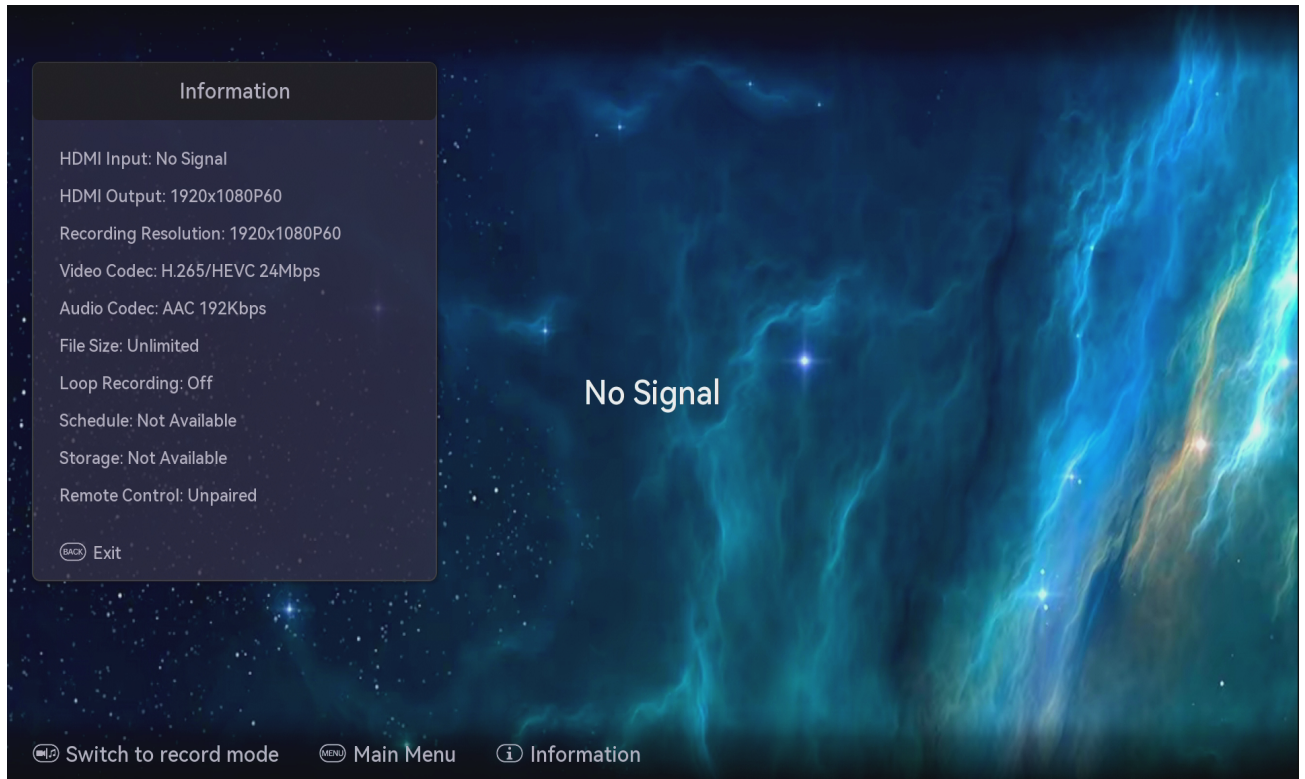 Information
HDMI Input: No Signal
HDMI Output: 1920x1080P60
Recording Resolution: 1920x1080P60
Video Codec: H.265/HEVC 24Mbps
Audio Codec: AAC 192Kbps
File Size: Unlimited
Loop Recording: Off
Schedule: Not Available
Storage: Not Available
Remote Control: Unpaired
BACK Exit
No Signal
Switch to record mode MENU Main Menu i Information